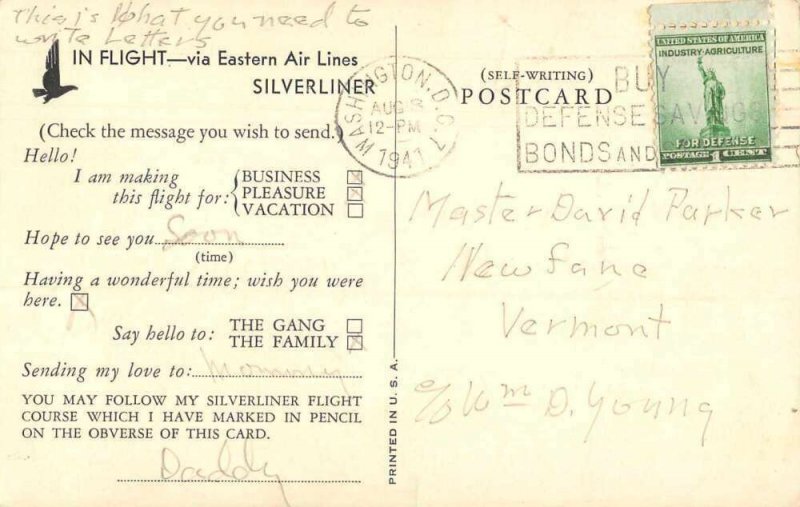 This is what you need to
write Letters
IN FLIGHT—via Eastern Air Lines
SILVERLINER
(Check the message you wish to send.)
Hello!
I am making
this flight for:
BUSINESS
PLEASURE
VACATION
Hope to see you Soon
(time)
Having a wonderful time; wish you were
here.
Say hello to:
THE GANG
THE FAMILY
Sending my love to: Mommy
YOU MAY FOLLOW MY SILVERLINER FLIGHT
COURSE WHICH I HAVE MARKED IN PENCIL
ON THE OBVERSE OF THIS CARD.
Daddy
PRINTED IN U. S. A.
WASHINGTON, D.C. 7
AUG
12-PM
1941
(SELF-WRITING)
POSTCARD
BUY
DEFENSE SAVINGS
BONDS AND
UNITED STATES OF AMERICA
INDUSTRY·AGRICULTURE
FOR DEFENSE
POSTAGE 1 CENT
Master David Parker
Newfane
Vermont
c/o Wm D. Young